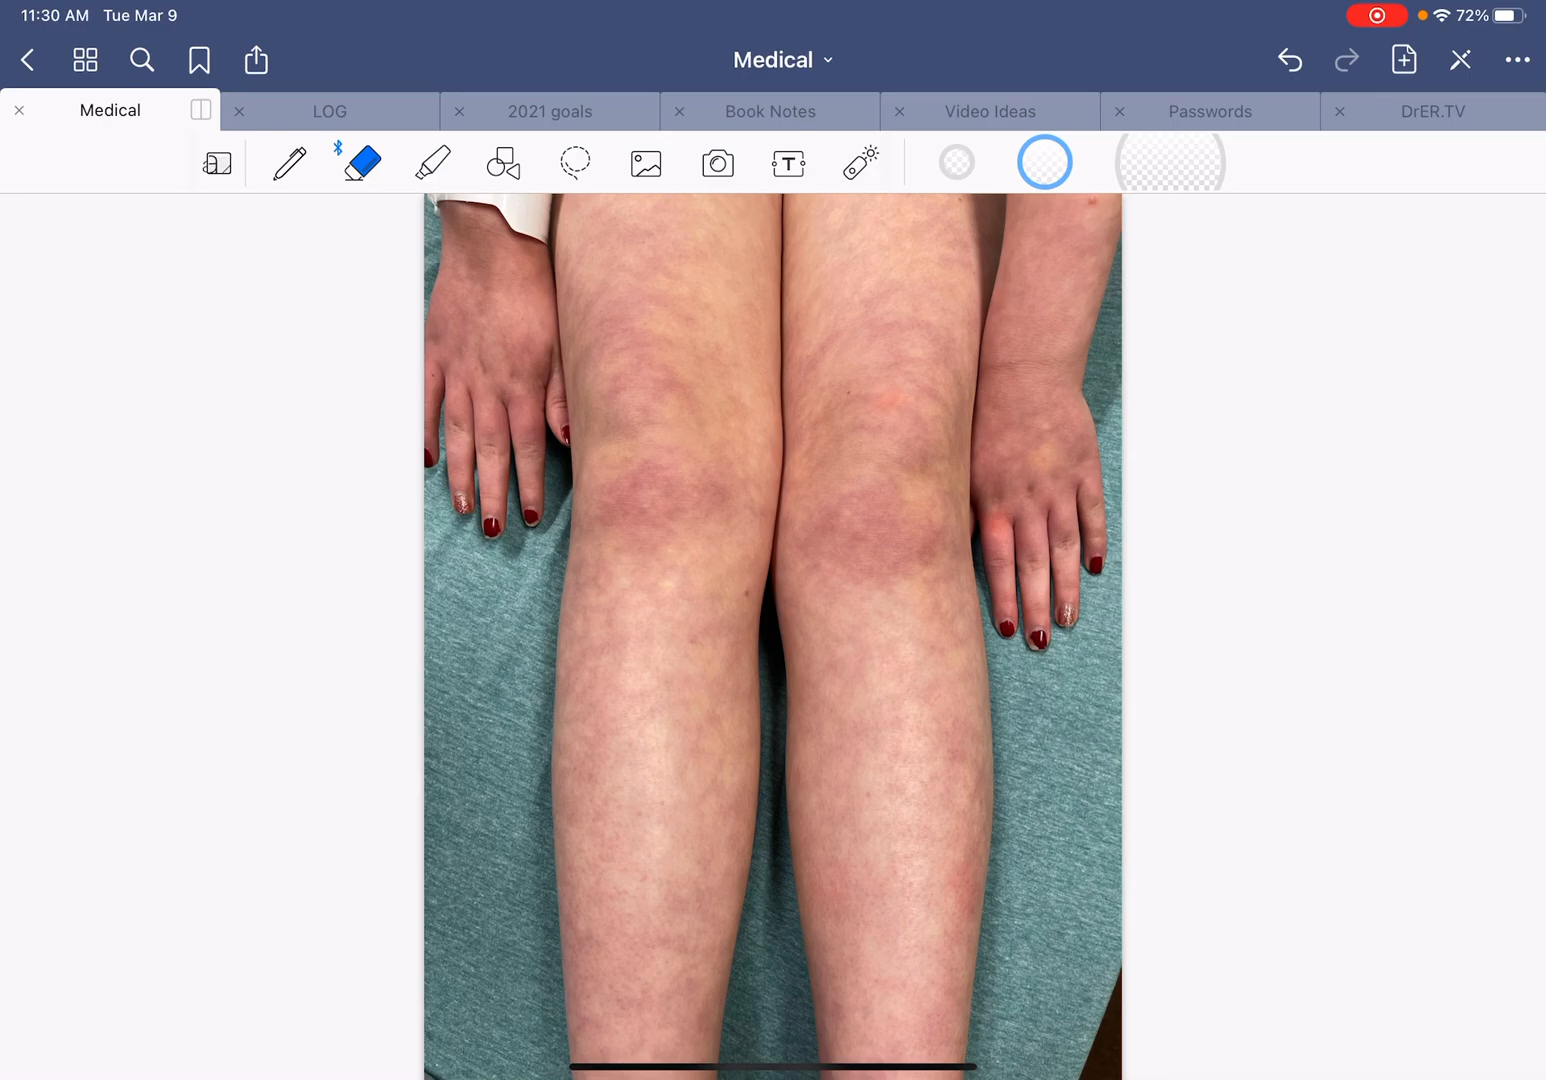 11:30 AM Tue Mar 9 72%
Medical
Medical LOG 2021 goals Book Notes Video Ideas Passwords DrER.TV
a T